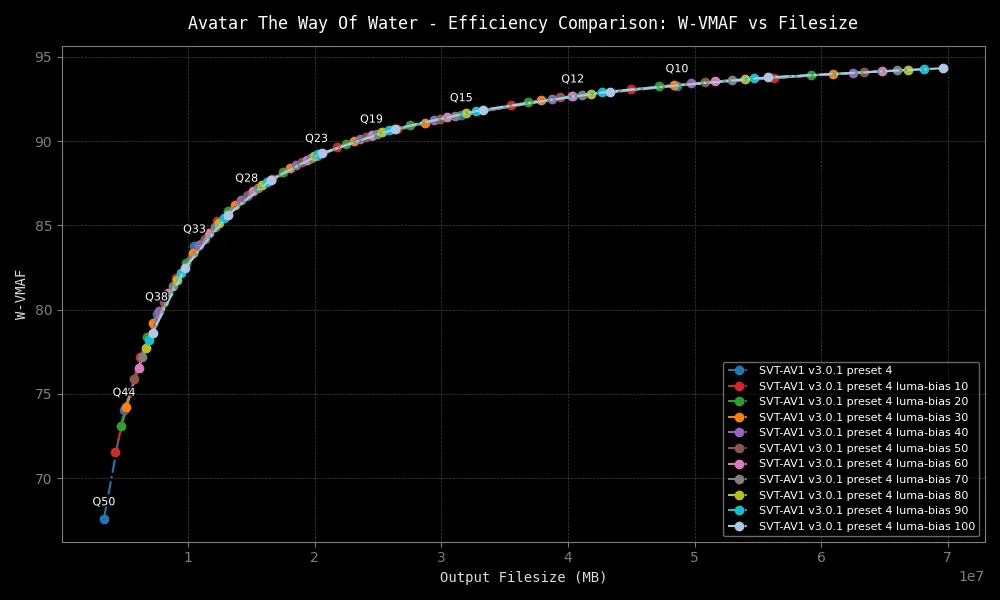 Avatar The Way Of Water - Efficiency Comparison: W-VMAF vs Filesize
W-VMAF
95
90
85
80
75
70
Q10
Q12
Q15
Q19
Q23
Q28
Q33
Q38
Q44
Q50
SVT-AV1 v3.0.1 preset 4
SVT-AV1 v3.0.1 preset 4 luma-bias 10
SVT-AV1 v3.0.1 preset 4 luma-bias 20
SVT-AV1 v3.0.1 preset 4 luma-bias 30
SVT-AV1 v3.0.1 preset 4 luma-bias 40
SVT-AV1 v3.0.1 preset 4 luma-bias 50
SVT-AV1 v3.0.1 preset 4 luma-bias 60
SVT-AV1 v3.0.1 preset 4 luma-bias 70
SVT-AV1 v3.0.1 preset 4 luma-bias 80
SVT-AV1 v3.0.1 preset 4 luma-bias 90
SVT-AV1 v3.0.1 preset 4 luma-bias 100
1 2 3 4 5 6 7
1e7
Output Filesize (MB)